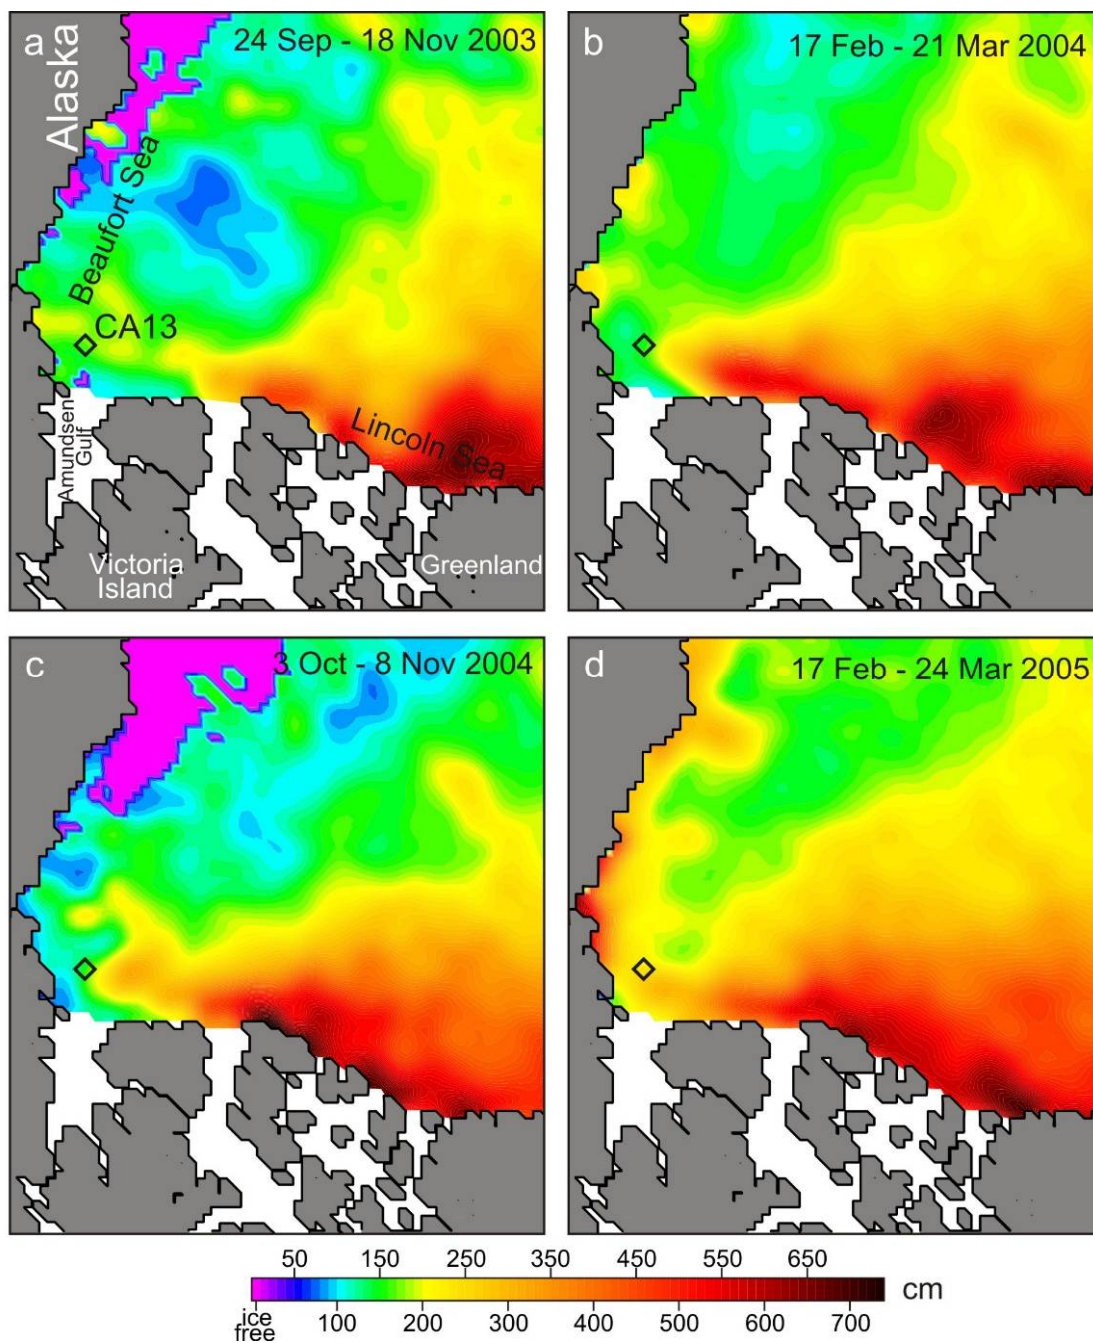 a
24 Sep - 18 Nov 2003
Alaska
Beaufort Sea
CA13
Amundsen
Gulf
Lincoln Sea
Victoria
Island
Greenland
b
17 Feb - 21 Mar 2004
c
3 Oct - 8 Nov 2004
d
17 Feb - 24 Mar 2005
50 150 250 350 450 550 650
cm
ice
free
100 200 300 400 500 600 700